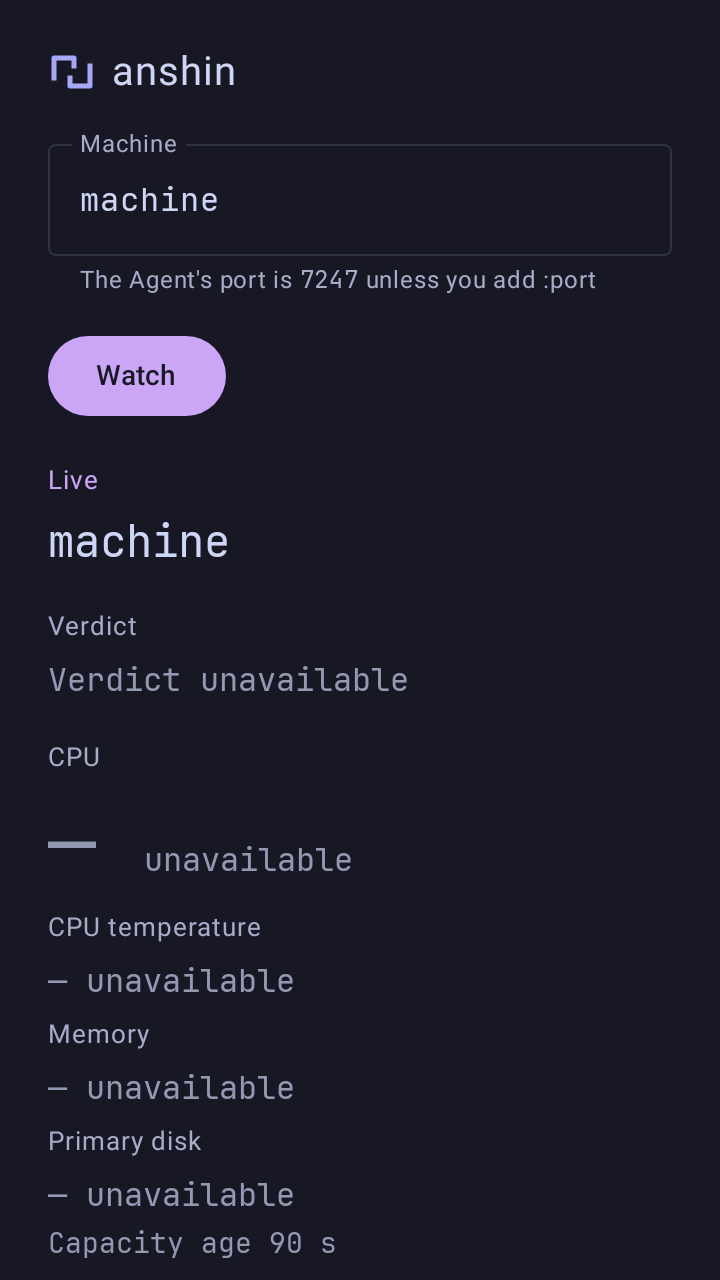 anshin
Machine
machine
The Agent's port is 7247 unless you add :port
Watch
Live
machine
Verdict
Verdict unavailable
CPU
— unavailable
CPU temperature
— unavailable
Memory
— unavailable
Primary disk
— unavailable
Capacity age 90 s